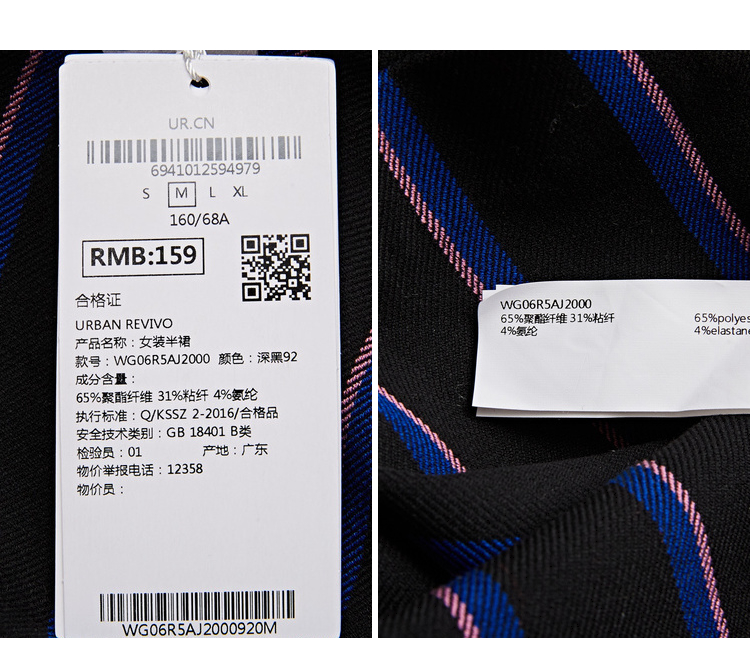 UR.CN
6941012594979
S M L XL
160/68A
RMB:159
合格证
URBAN REVIVO
产品名称：女装半裙
款号：WG06R5AJ2000 颜色：深黑92
成分含量：
65%聚酯纤维 31%粘纤 4%氨纶
执行标准：Q/KSSZ 2-2016/合格品
安全技术类别：GB 18401 B类
检验员：01 产地：广东
物价举报电话：12358
物价员：
WG06R5AJ2000920M
WG06R5AJ2000
65%聚酯纤维 31%粘纤
4%氨纶
65%polyes
4%elastane